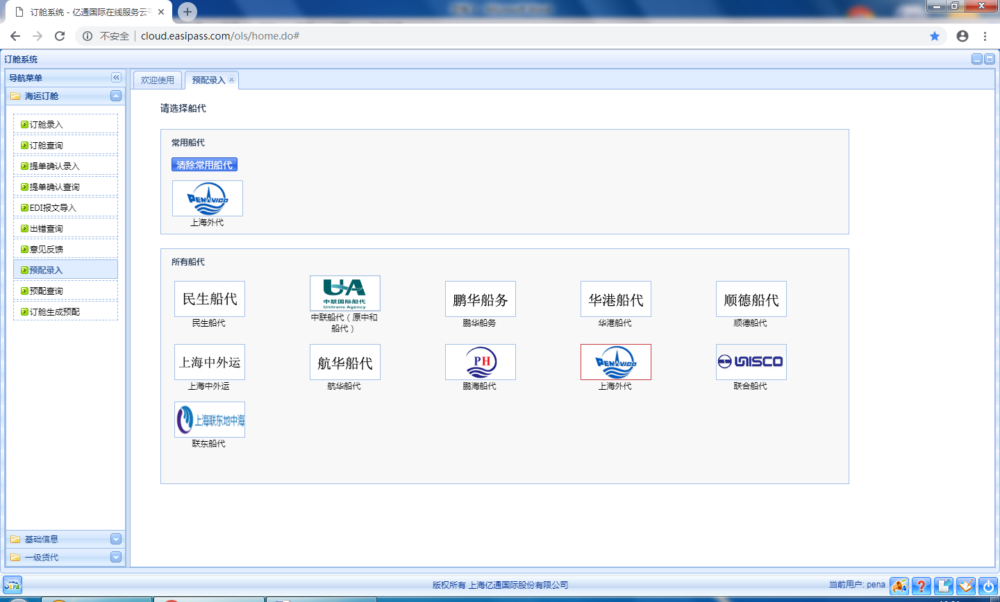 订舱系统 - 亿通国际在线服务云平
不安全 cloud.easipass.com/ols/home.do#
订舱系统
导航菜单
海运订舱
订舱录入
订舱查询
提单确认录入
提单确认查询
EDI报文导入
出错查询
意见反馈
预配录入
预配查询
订舱生成预配
基础信息
一级货代
欢迎使用 预配录入
请选择船代
常用船代
清除常用船代
PENAVICO
上海外代
所有船代
民生船代
民生船代
UA
中联国际船代
Unitrans Agency
中联船代（原中和
船代）
鹏华船务
鹏华船务
华港船代
华港船代
顺德船代
顺德船代
上海中外运
上海中外运
航华船代
航华船代
PH
鹏海船代
PENAVICO
上海外代
UNISCO
联合船代
上海联东地中海
联东船代
EPB
版权所有 上海亿通国际股份有限公司
当前用户: pena